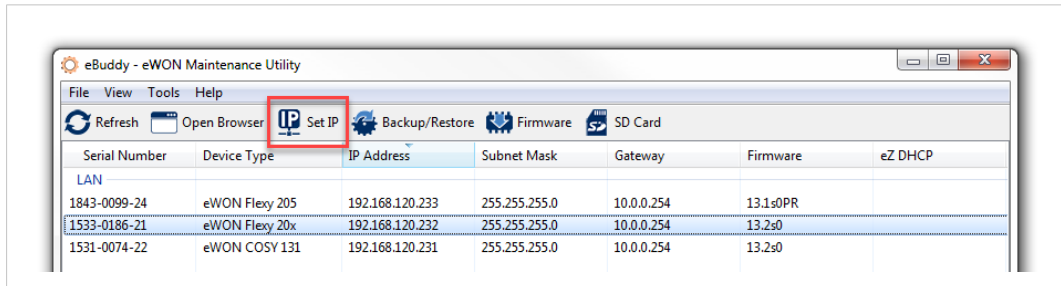 eBuddy - eWON Maintenance Utility
File View Tools Help
Refresh Open Browser IP Set IP Backup/Restore Firmware SD SD Card
Serial Number Device Type IP Address Subnet Mask Gateway Firmware eZ DHCP
LAN
1843-0099-24 eWON Flexy 205 192.168.120.233 255.255.255.0 10.0.0.254 13.1s0PR
1533-0186-21 eWON Flexy 20x 192.168.120.232 255.255.255.0 10.0.0.254 13.2s0
1531-0074-22 eWON COSY 131 192.168.120.231 255.255.255.0 10.0.0.254 13.2s0